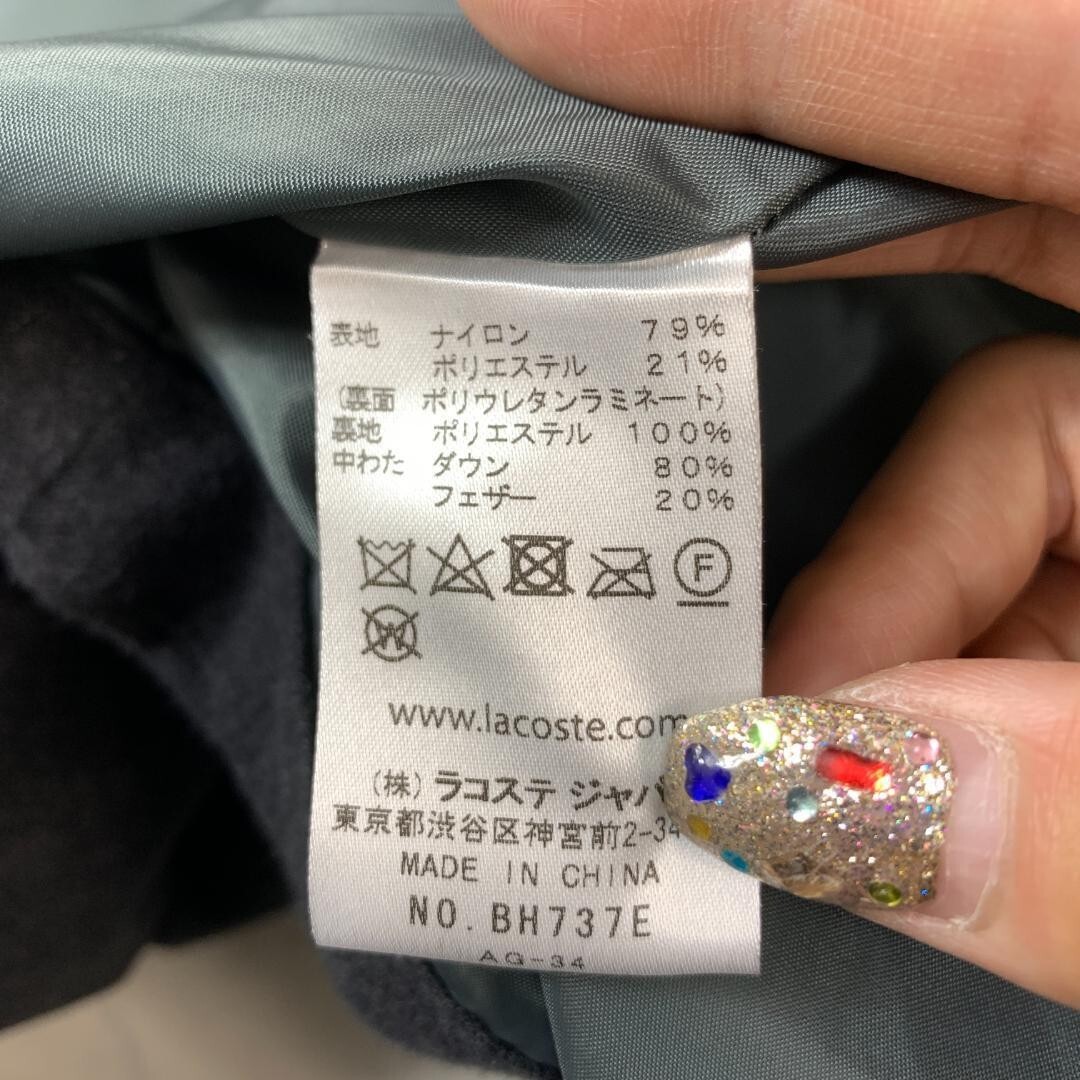 表地 ナイロン 79%
ポリエステル 21%
(裏面 ポリウレタンラミネート)
裏地 ポリエステル 100%
中わた ダウン 80%
フェザー 20%
F
W
www.lacoste.com
(株) ラコステ ジャパ
東京都渋谷区神宮前2-34
MADE IN CHINA
NO. BH737E
AG-34